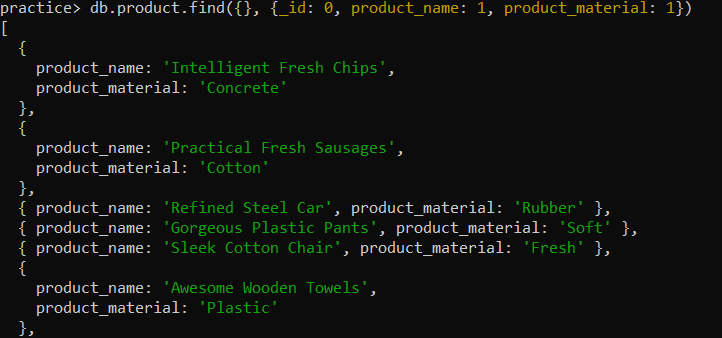 practice> db.product.find({}, {_id: 0, product_name: 1, product_material: 1})
[
  {
    product_name: 'Intelligent Fresh Chips',
    product_material: 'Concrete'
  },
  {
    product_name: 'Practical Fresh Sausages',
    product_material: 'Cotton'
  },
  { product_name: 'Refined Steel Car', product_material: 'Rubber' },
  { product_name: 'Gorgeous Plastic Pants', product_material: 'Soft' },
  { product_name: 'Sleek Cotton Chair', product_material: 'Fresh' },
  {
    product_name: 'Awesome Wooden Towels',
    product_material: 'Plastic'
  },